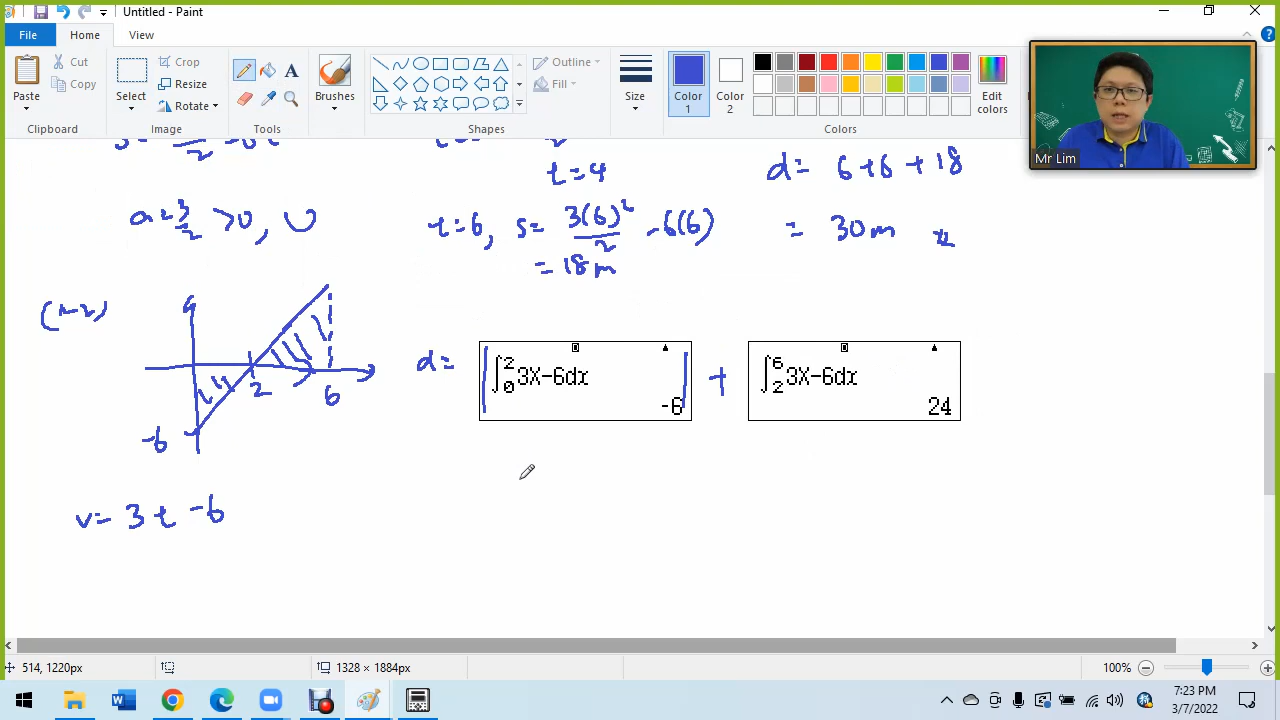 Untitled - Paint
File Home View
Cut
Copy
Paste
Clipboard
Crop
Resize
Rotate
Select
Image
A
Tools
Brushes
Outline
Fill
Shapes
Size
Color 1
Color 2
Edit colors
Colors
Mr Lim
2
t=4
d= 6+6+18
a=3/2 >0, U
t=6, s= 3(6)²/2 -6(6)
= 30m
= 18m
2
6
-6
d= |∫₀² 3X-6dx| + ∫₂⁶ 3X-6dx
-6 24
v= 3t -6
514, 1220px
1328 × 1884px
100%
7:23 PM
3/7/2022